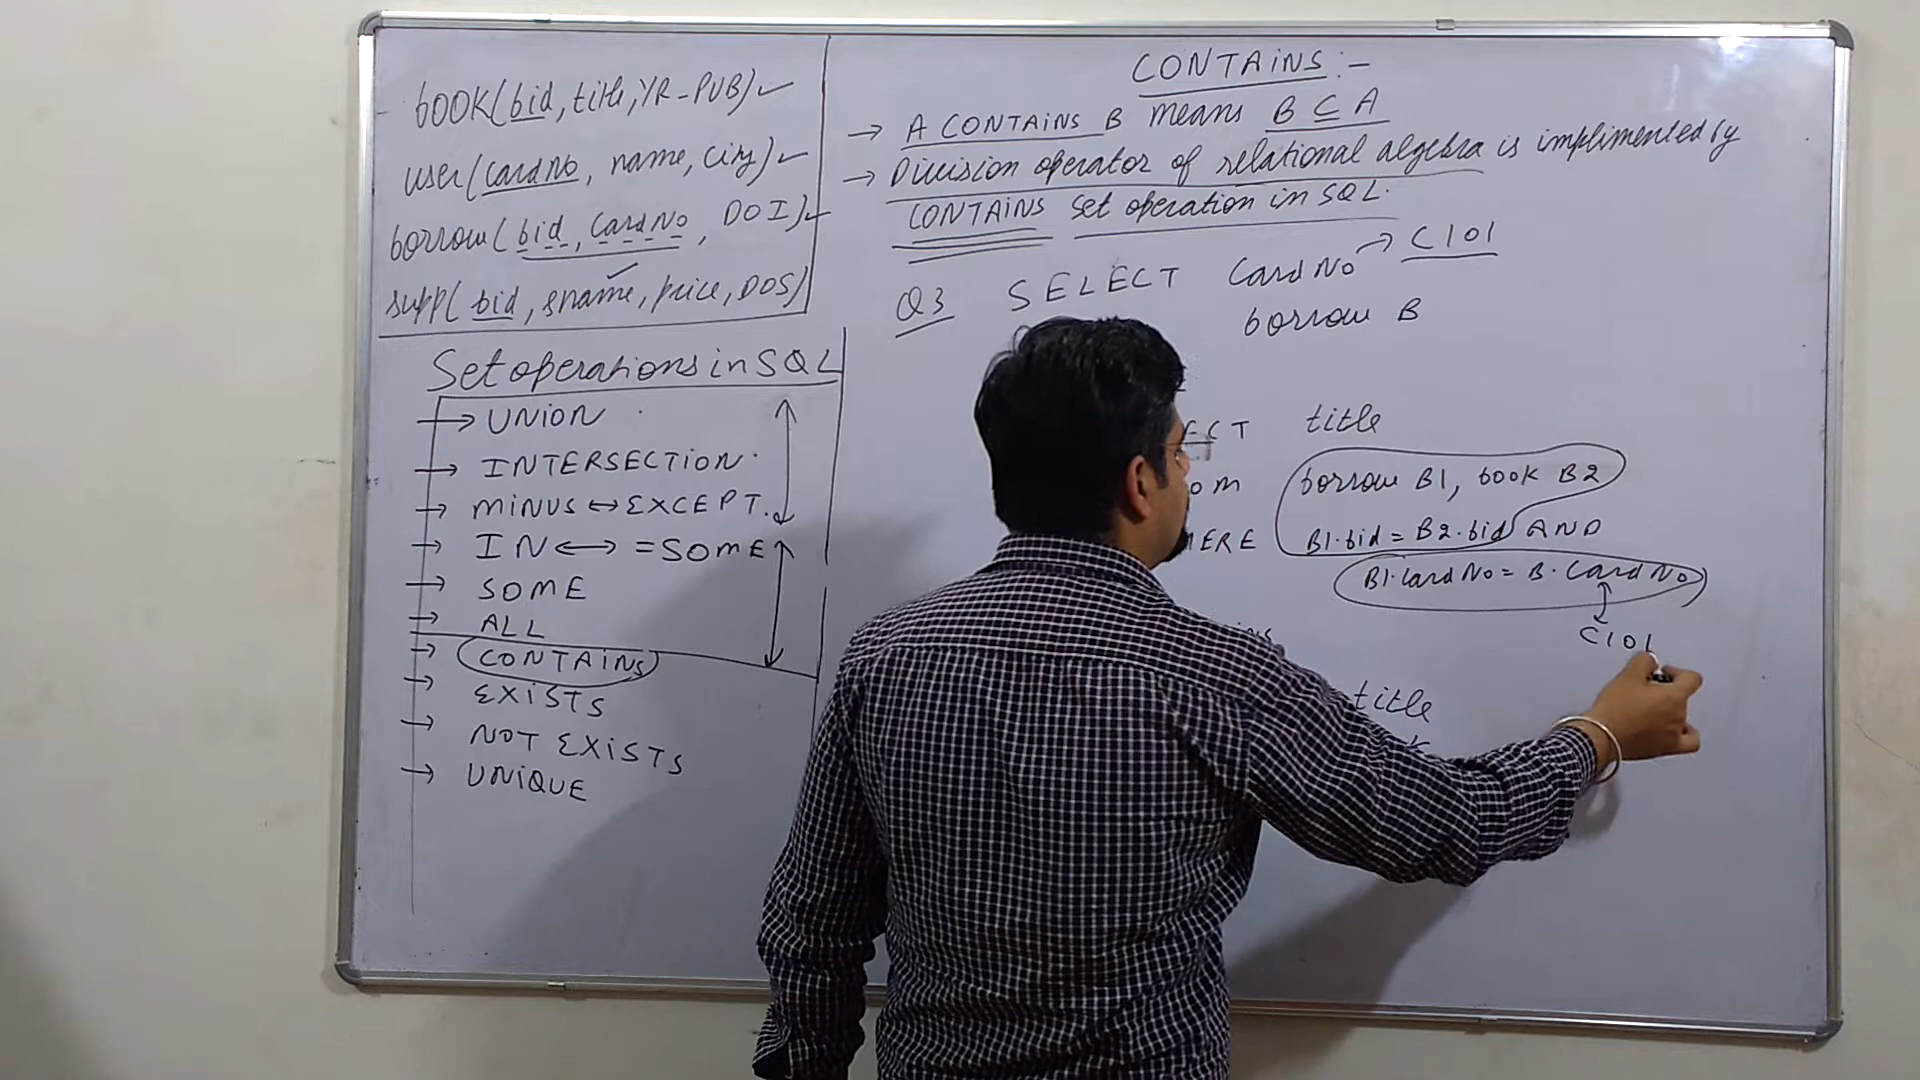 book(bid, title, YR-PUB)
user(cardNo, name, city)
borrow(bid, cardNo, DOI)
supp(bid, sname, price, DOS)
Set operations in SQL
→ UNION
→ INTERSECTION
→ MINUS ↔ EXCEPT
→ IN ↔ = SOME
→ SOME
→ ALL
→ CONTAINS
→ EXISTS
→ NOT EXISTS
→ UNIQUE
CONTAINS :-
→ A CONTAINS B means B ⊆ A
→ Division operator of relational algebra is implimented by
CONTAINS set operation in SQL.
Q3 SELECT cardNo → C101
borrow B
ECT title
OM borrow B1, book B2
HERE B1.bid = B2.bid AND
B1.cardNo = B.cardNo
C101
title